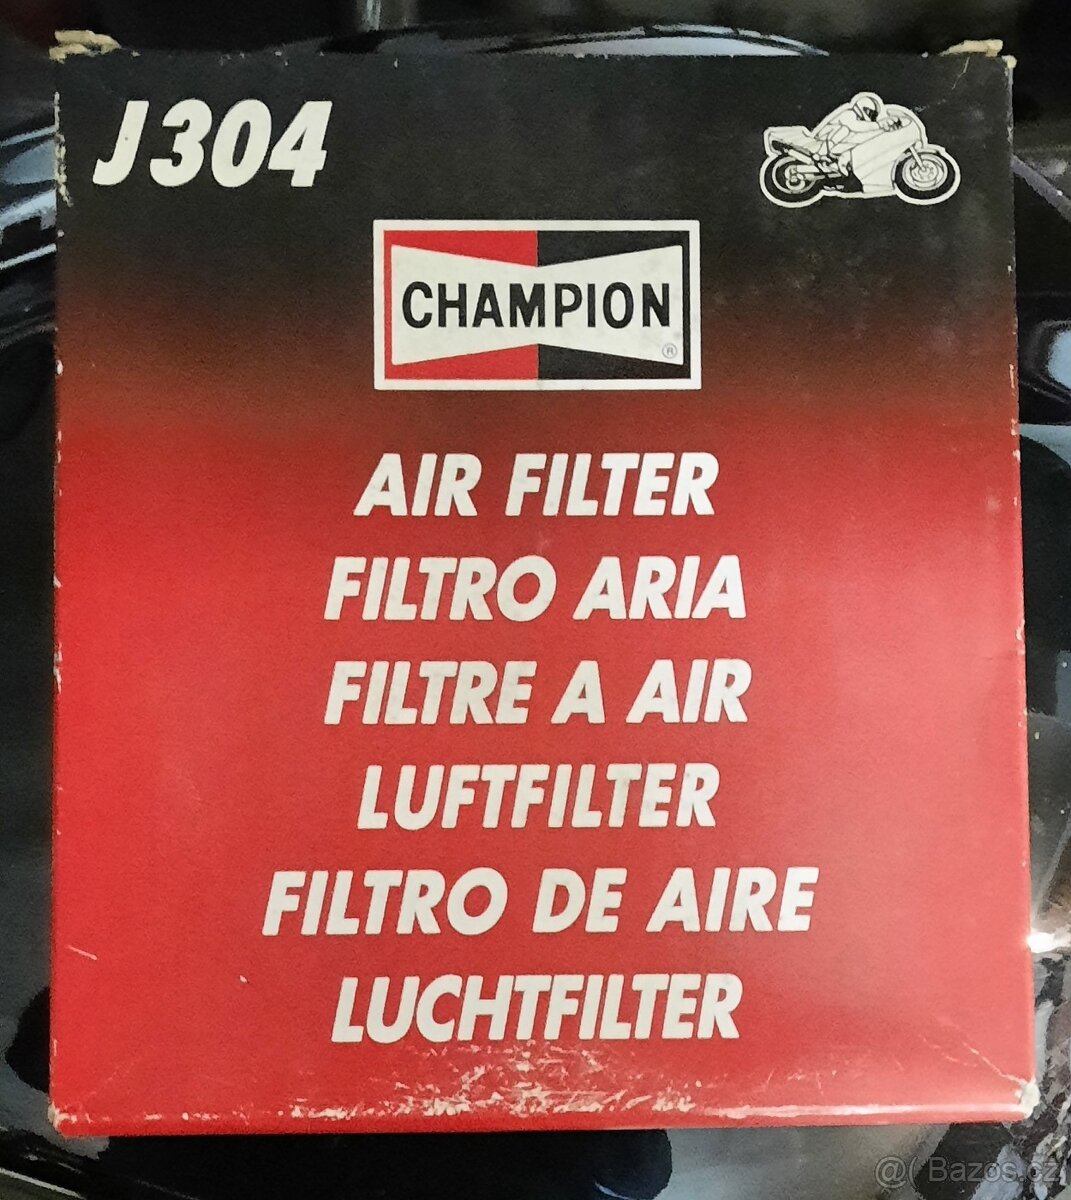 J304
CHAMPION
®
AIR FILTER
FILTRO ARIA
FILTRE A AIR
LUFTFILTER
FILTRO DE AIRE
LUCHTFILTER
@( Bazos.cz